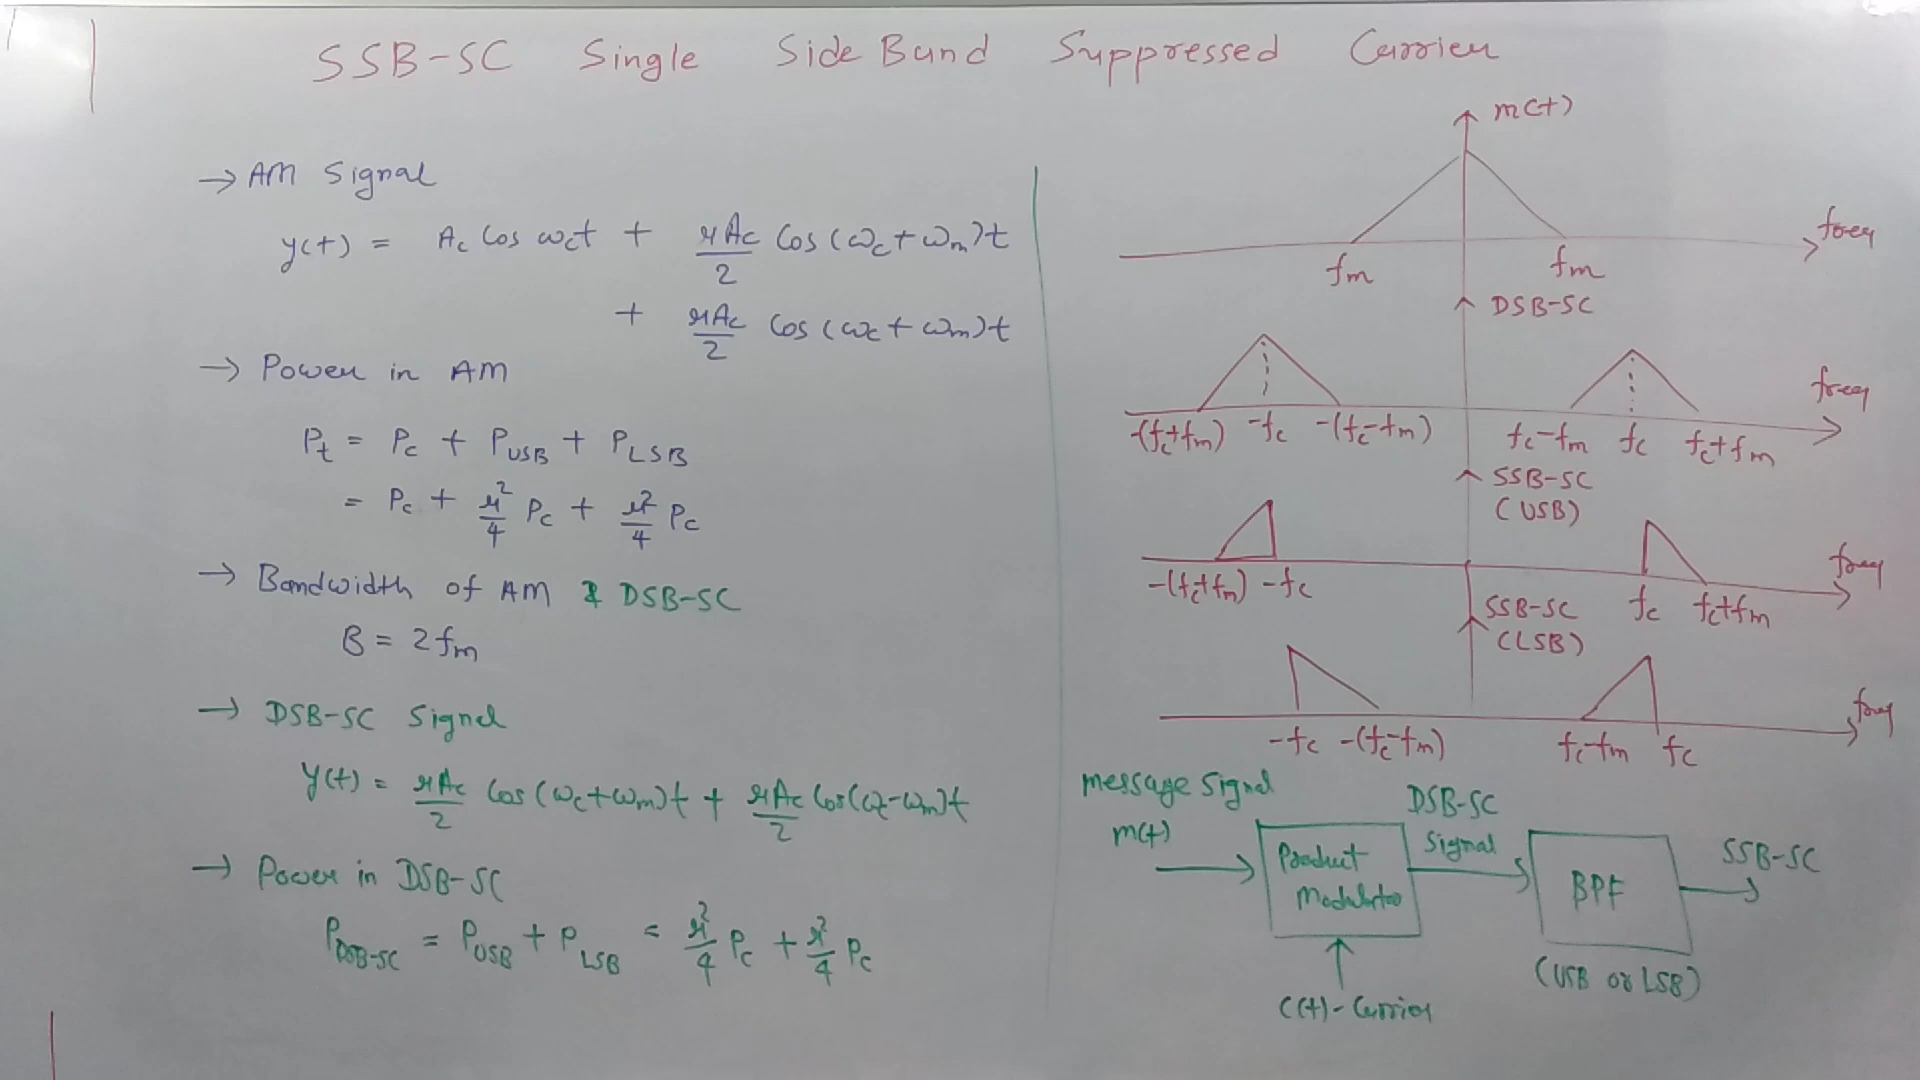 SSB-SC Single Side Band Suppressed Carrier
→ AM Signal
y(t) = Ac Cos ωct + μAc/2 Cos (ωc+ωm)t
+ μAc/2 Cos (ωc+ωm)t
→ Power in AM
Pt = Pc + PUSB + PLSB
= Pc + μ²/4 Pc + μ²/4 Pc
→ Bandwidth of AM & DSB-SC
B = 2fm
→ DSB-SC Signal
y(t) = μAc/2 Cos (ωc+ωm)t + μAc/2 Cos(ωc-ωm)t
→ Power in DSB-SC
PDSB-SC = PUSB + PLSB = μ²/4 Pc + μ²/4 Pc
m(t)
freq
fm fm
DSB-SC
freq
-(fc+fm) -fc -(fc-fm) fc-fm fc fc+fm
SSB-SC
(USB)
freq
-(fc+fm) -fc fc fc+fm
SSB-SC
(LSB)
freq
-fc -(fc-fm) fc-fm fc
message signal
m(t)
Product
Modulator
DSB-SC
Signal
BPF
SSB-SC
(USB or LSB)
C(t)-Carrier